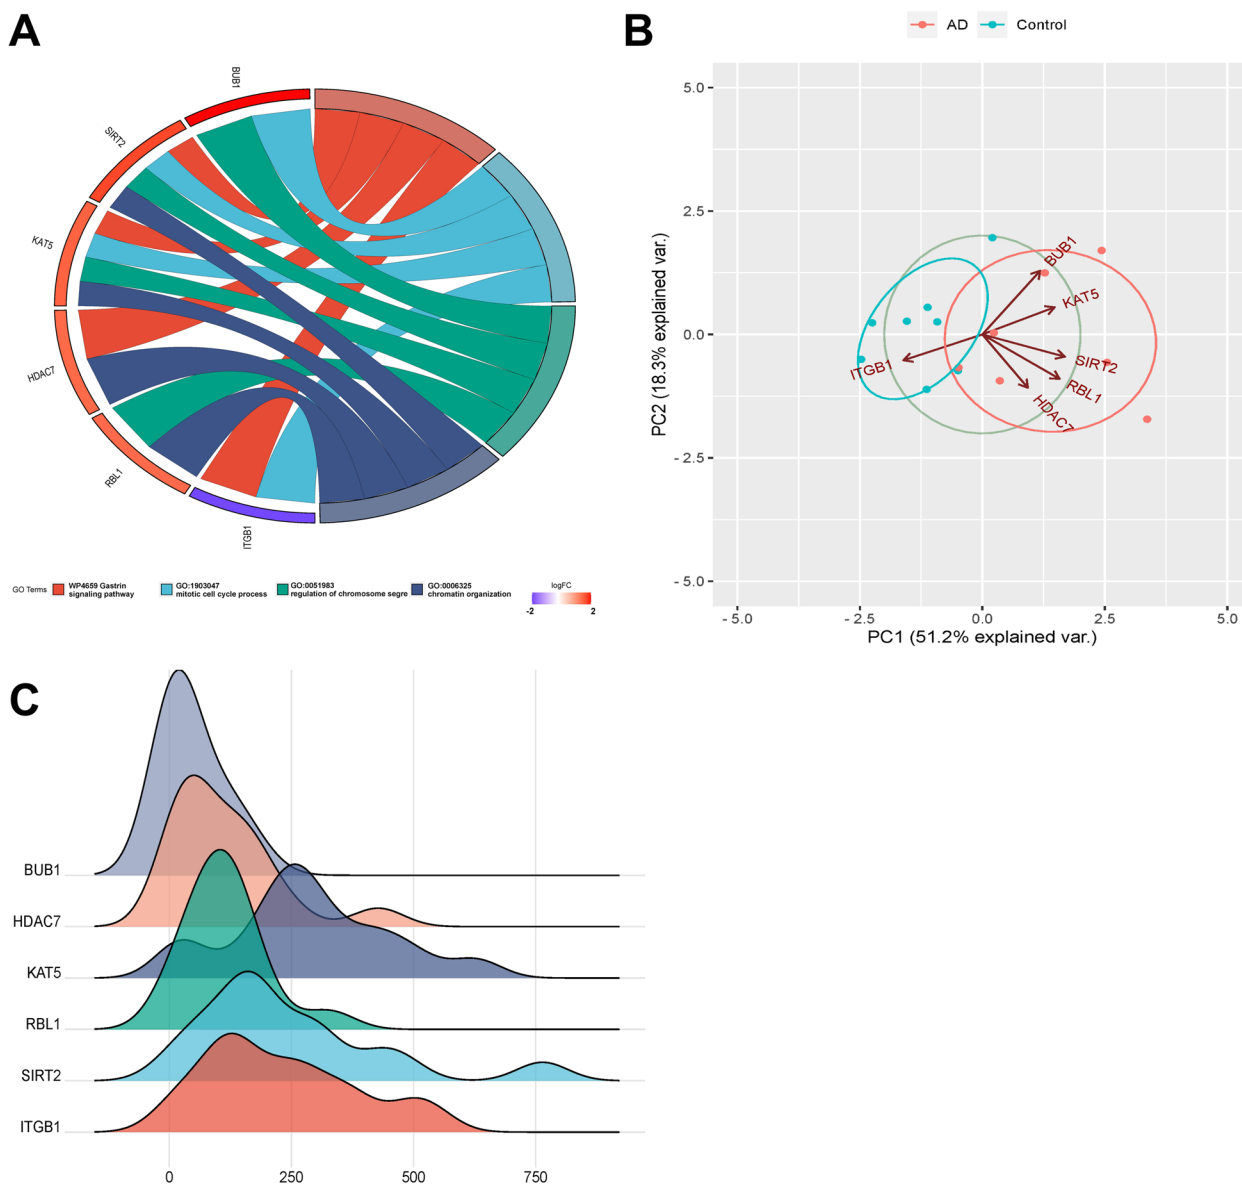 A
BUB1
SIRT2
KAT5
HDAC7
RBL1
ITGB1
GO Terms
WP4659 Gastrin
signaling pathway
GO:1903047
mitotic cell cycle process
GO:0051983
regulation of chromosome segre
GO:0006325
chromatin organization
logFC
-2
2
B
AD
Control
5.0
2.5
0.0
-2.5
-5.0
PC2 (18.3% explained var.)
BUB1
KAT5
SIRT2
RBL1
HDAC7
ITGB1
-5.0
-2.5
0.0
2.5
5.0
PC1 (51.2% explained var.)
C
BUB1
HDAC7
KAT5
RBL1
SIRT2
ITGB1
0
250
500
750